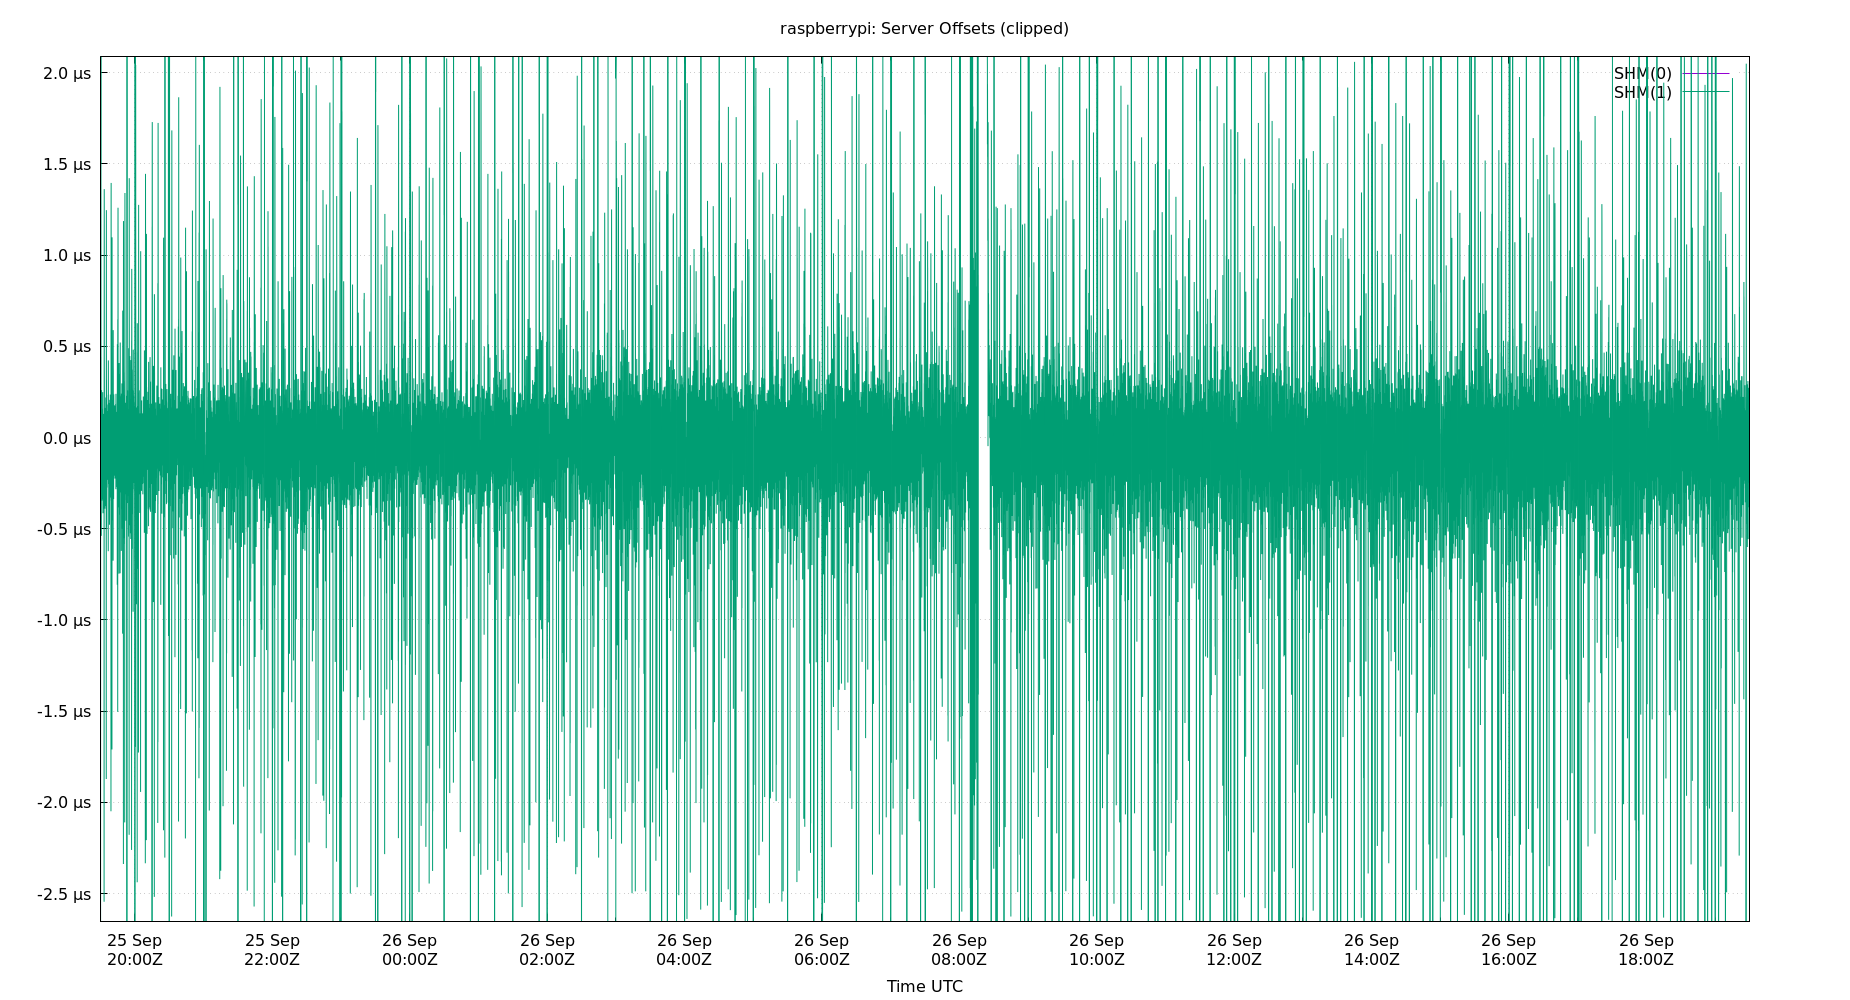 raspberrypi: Server Offsets (clipped)
2.0 µs
1.5 µs
1.0 µs
0.5 µs
0.0 µs
-0.5 µs
-1.0 µs
-1.5 µs
-2.0 µs
-2.5 µs
SHM(0)
SHM(1)
25 Sep 25 Sep 26 Sep 26 Sep 26 Sep 26 Sep 26 Sep 26 Sep 26 Sep 26 Sep 26 Sep 26 Sep
20:00Z 22:00Z 00:00Z 02:00Z 04:00Z 06:00Z 08:00Z 10:00Z 12:00Z 14:00Z 16:00Z 18:00Z
Time UTC